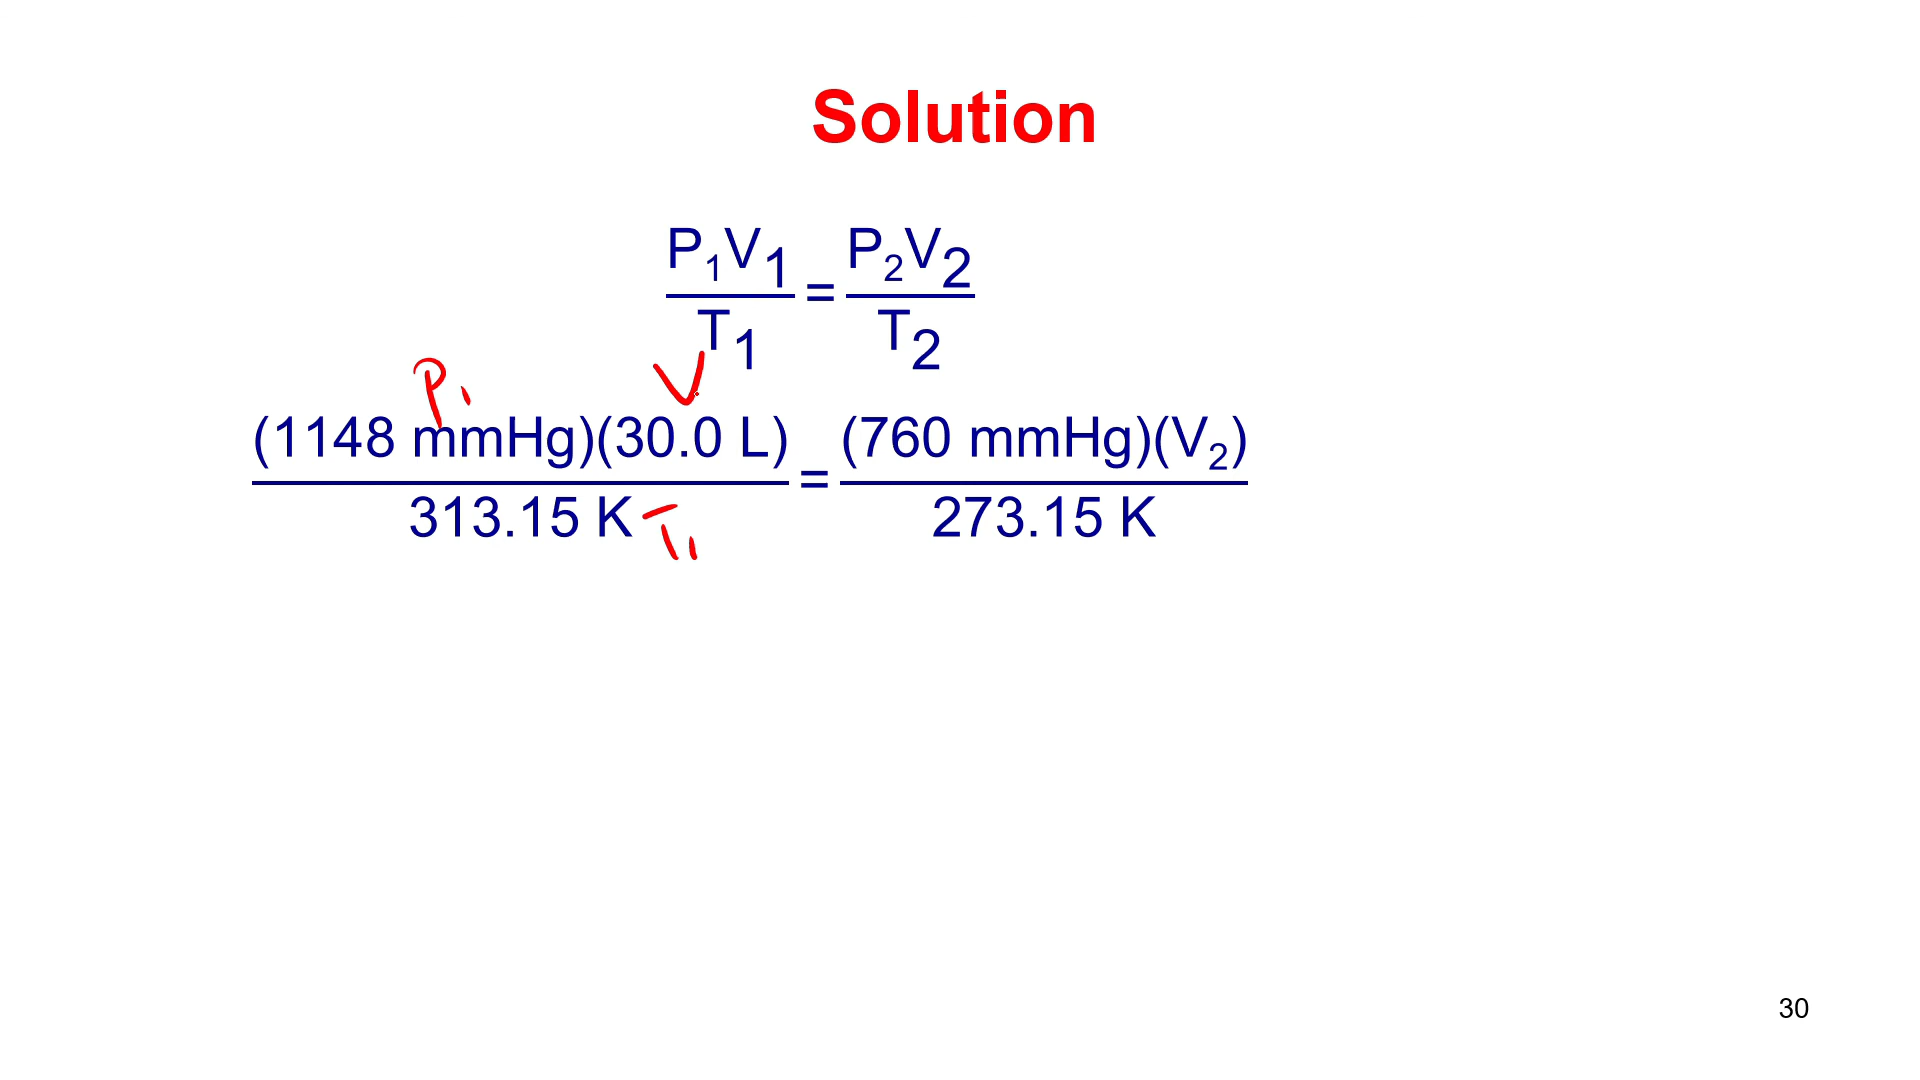 Solution
P₁V₁ = P₂V₂
T₁ T₂
P₁ V
(1148 mmHg)(30.0 L) = (760 mmHg)(V₂)
313.15 K T₁ 273.15 K
30